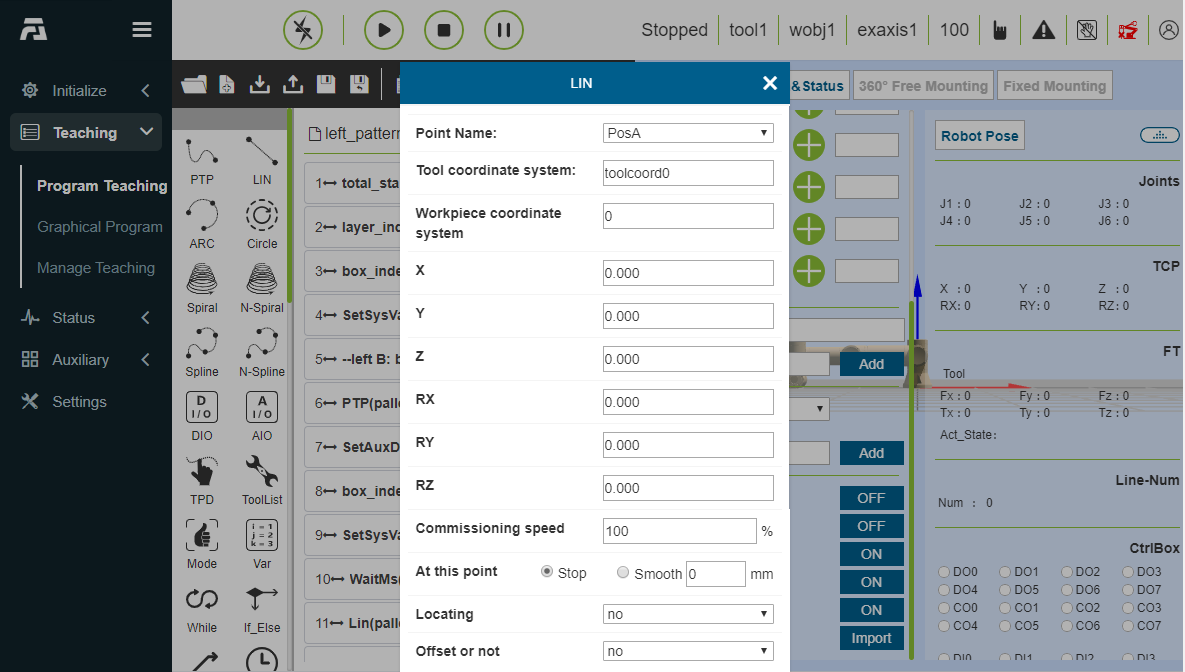 Stopped tool1 wobj1 exaxis1 100
Initialize
Teaching
Program Teaching
Graphical Program
Manage Teaching
Status
Auxiliary
Settings
PTP LIN
ARC Circle
Spiral N-Spiral
Spline N-Spline
D I/O A I/O
DIO AIO
TPD ToolList
i = 1
j = 2
k = 3
Mode Var
While If_Else
left_pattern
1 total_sta
2 layer_ind
3 box_inde
4 SetSysVa
5 --left B: b
6 PTP(palle
7 SetAuxD
8 box_inde
9 SetSysVa
10 WaitMs(
11 Lin(palle
LIN
Point Name: PosA
Tool coordinate system: toolcoord0
Workpiece coordinate system 0
X 0.000
Y 0.000
Z 0.000
RX 0.000
RY 0.000
RZ 0.000
Commissioning speed 100 %
At this point Stop Smooth 0 mm
Locating no
Offset or not no
& Status 360° Free Mounting Fixed Mounting
Add
Add
OFF
OFF
ON
ON
ON
Import
Robot Pose
Joints
J1 : 0 J2 : 0 J3 : 0
J4 : 0 J5 : 0 J6 : 0
TCP
X : 0 Y : 0 Z : 0
RX: 0 RY: 0 RZ: 0
FT
Tool
Fx : 0 Fy : 0 Fz : 0
Tx : 0 Ty : 0 Tz : 0
Act_State:
Line-Num
Num : 0
CtrlBox
DO0 DO1 DO2 DO3
DO4 DO5 DO6 DO7
CO0 CO1 CO2 CO3
CO4 CO5 CO6 CO7
DI0 DI1 DI2 DI3